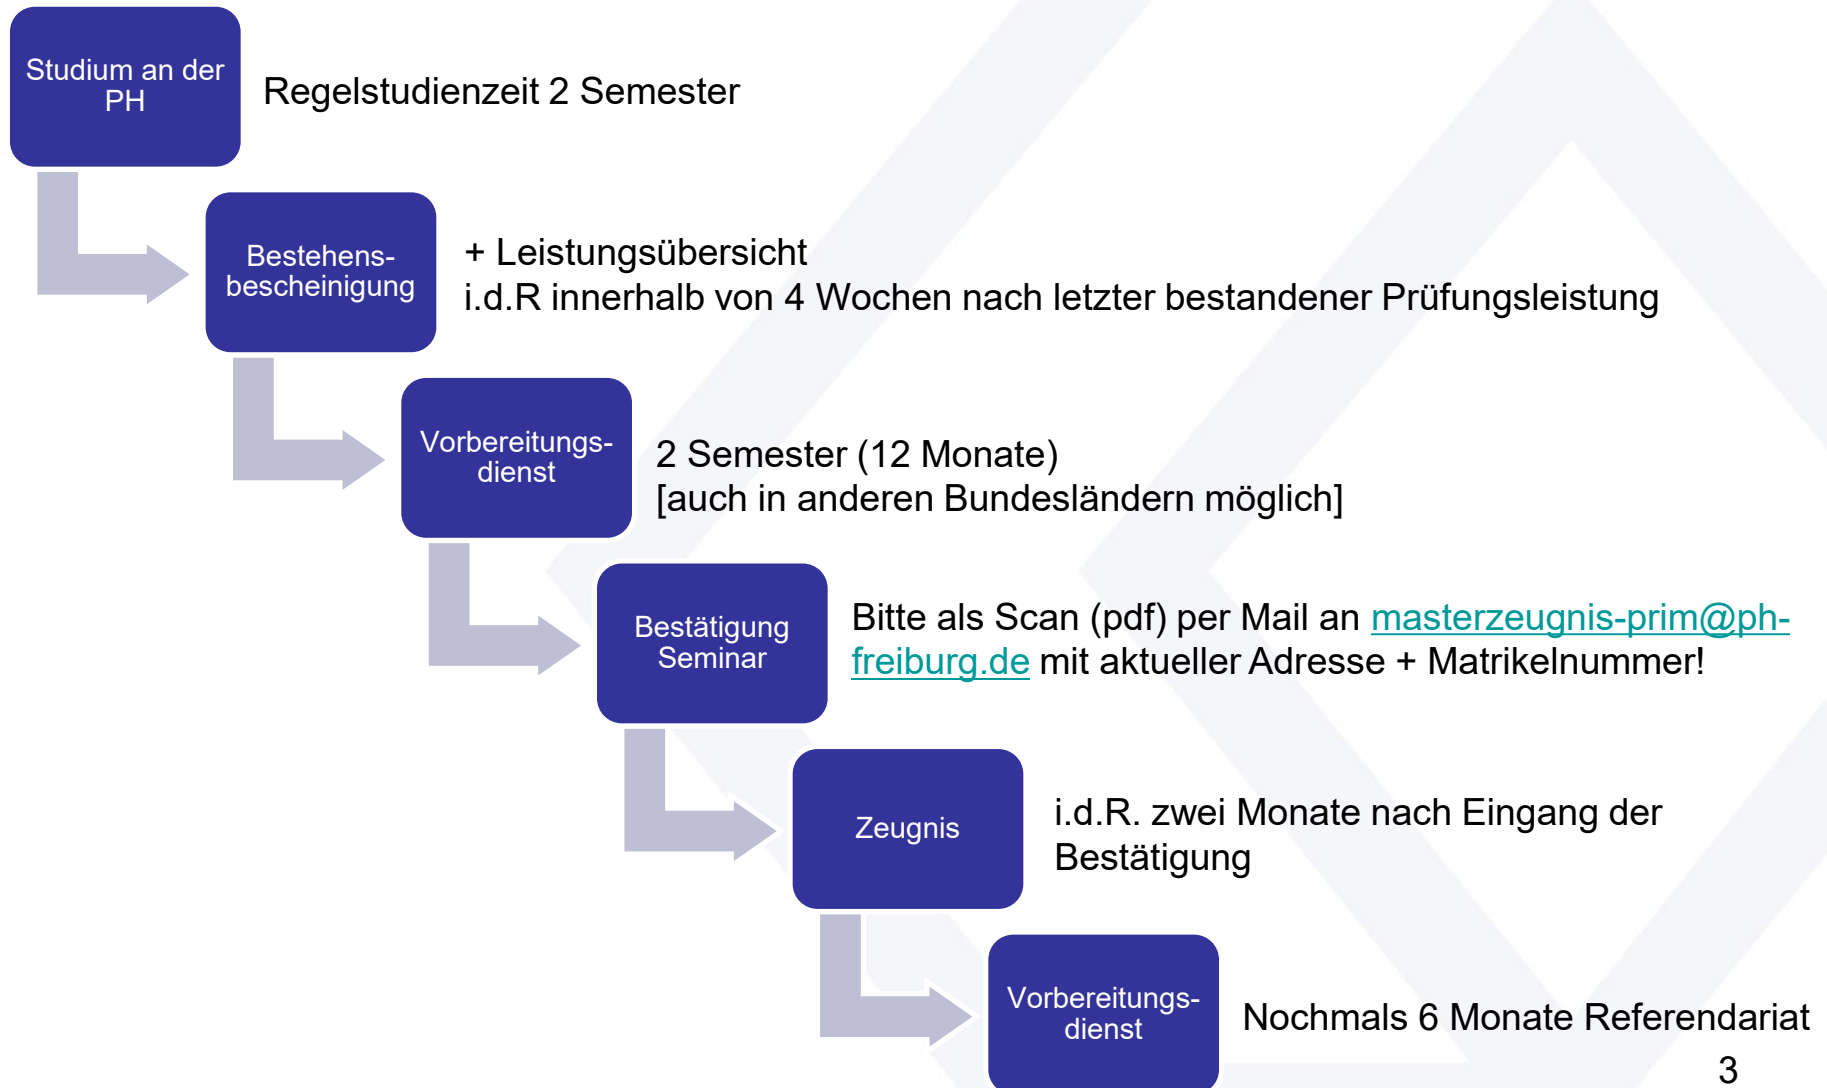 Studium an der
PH
Regelstudienzeit 2 Semester
Bestehens-
bescheinigung
+ Leistungsübersicht
i.d.R innerhalb von 4 Wochen nach letzter bestandener Prüfungsleistung
Vorbereitungs-
dienst
2 Semester (12 Monate)
[auch in anderen Bundesländern möglich]
Bestätigung
Seminar
Bitte als Scan (pdf) per Mail an masterzeugnis-prim@ph-
freiburg.de mit aktueller Adresse + Matrikelnummer!
Zeugnis
i.d.R. zwei Monate nach Eingang der
Bestätigung
Vorbereitungs-
dienst
Nochmals 6 Monate Referendariat
3